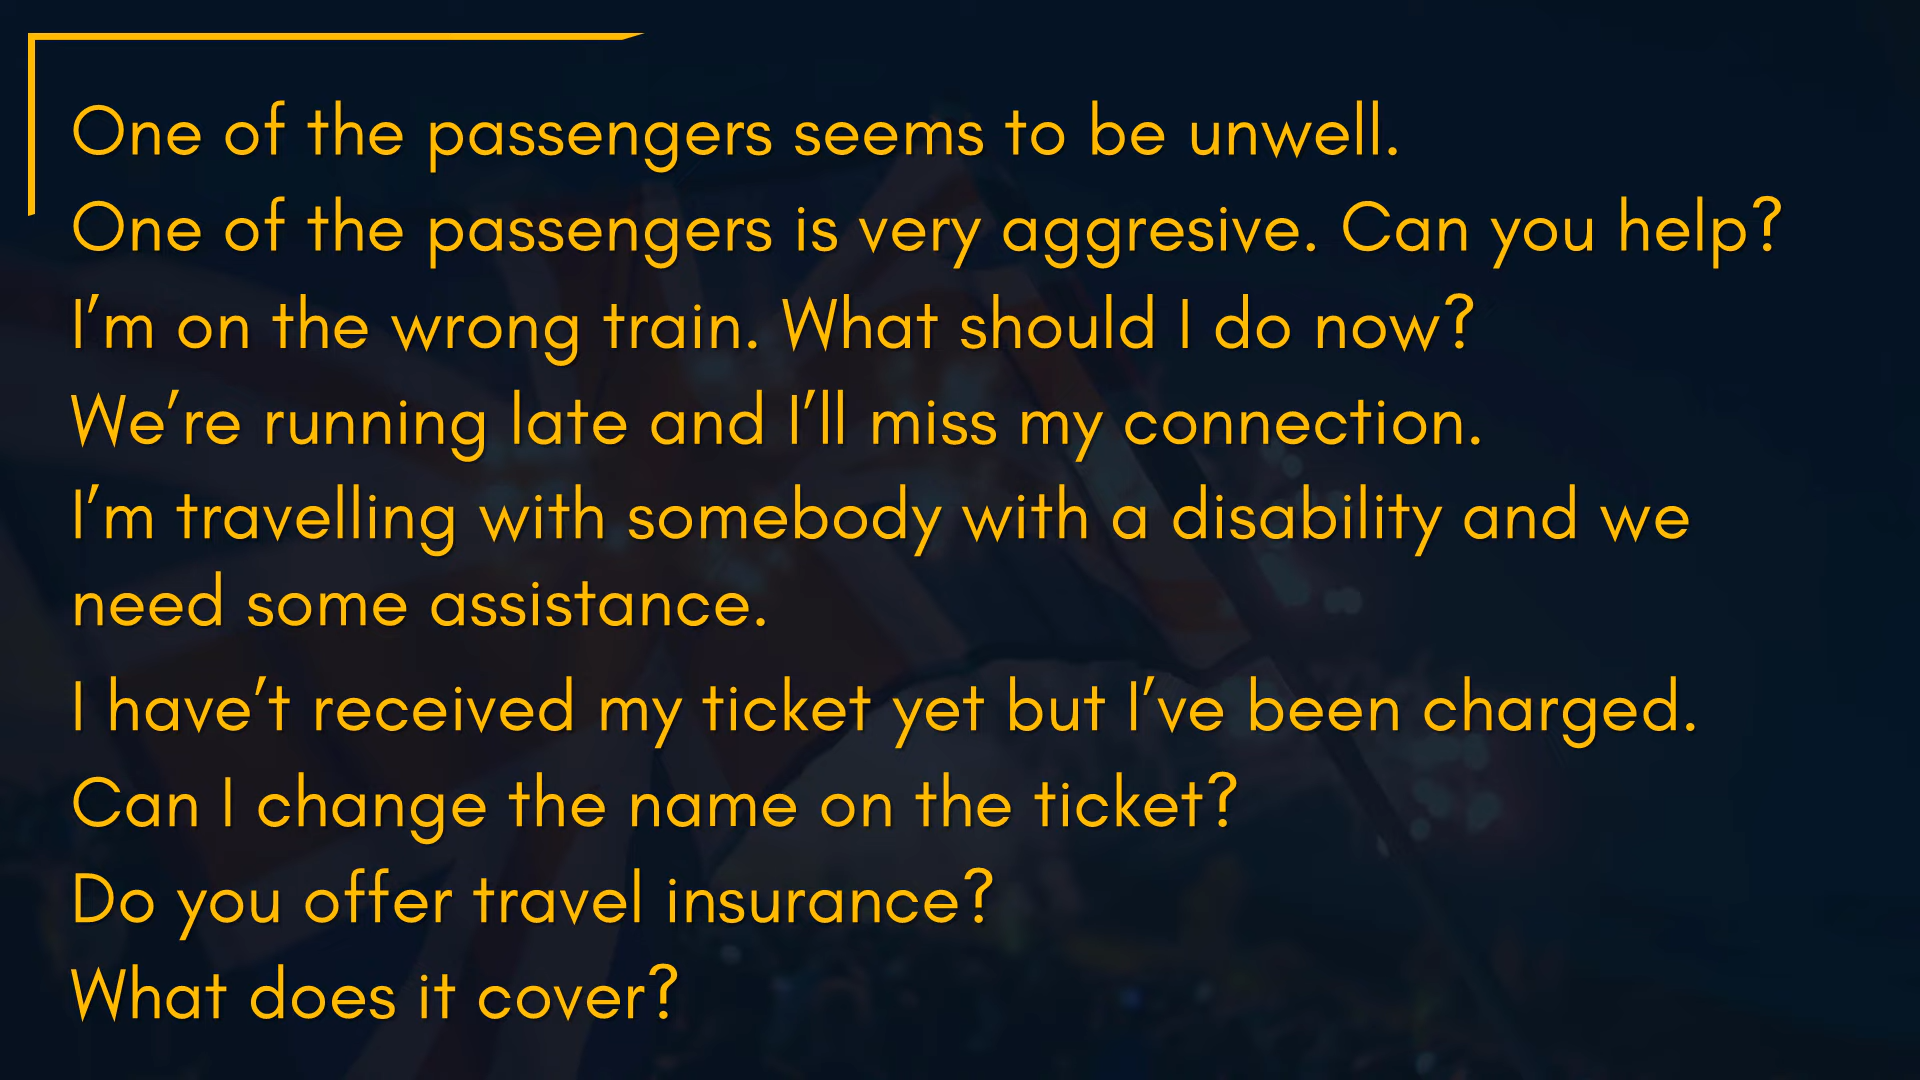 One of the passengers seems to be unwell.
One of the passengers is very aggresive. Can you help?
I’m on the wrong train. What should I do now?
We’re running late and I’ll miss my connection.
I’m travelling with somebody with a disability and we
need some assistance.
I have’t received my ticket yet but I’ve been charged.
Can I change the name on the ticket?
Do you offer travel insurance?
What does it cover?